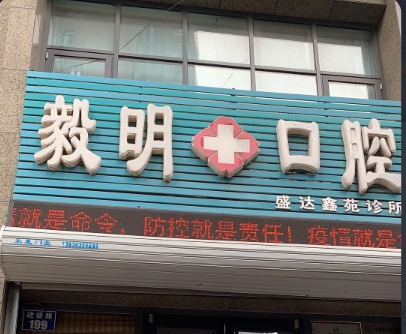 毅明口腔
盛达鑫苑诊所
就是命令，防控就是责任！疫情就是
199